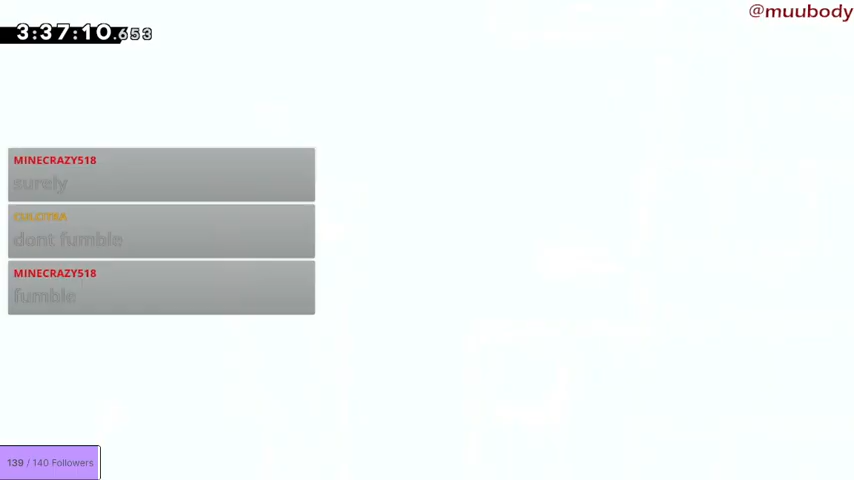 3:37:10.653
@muubody
MINECRAZY518
surely
dont fumble
MINECRAZY518
fumble
139 / 140 Followers